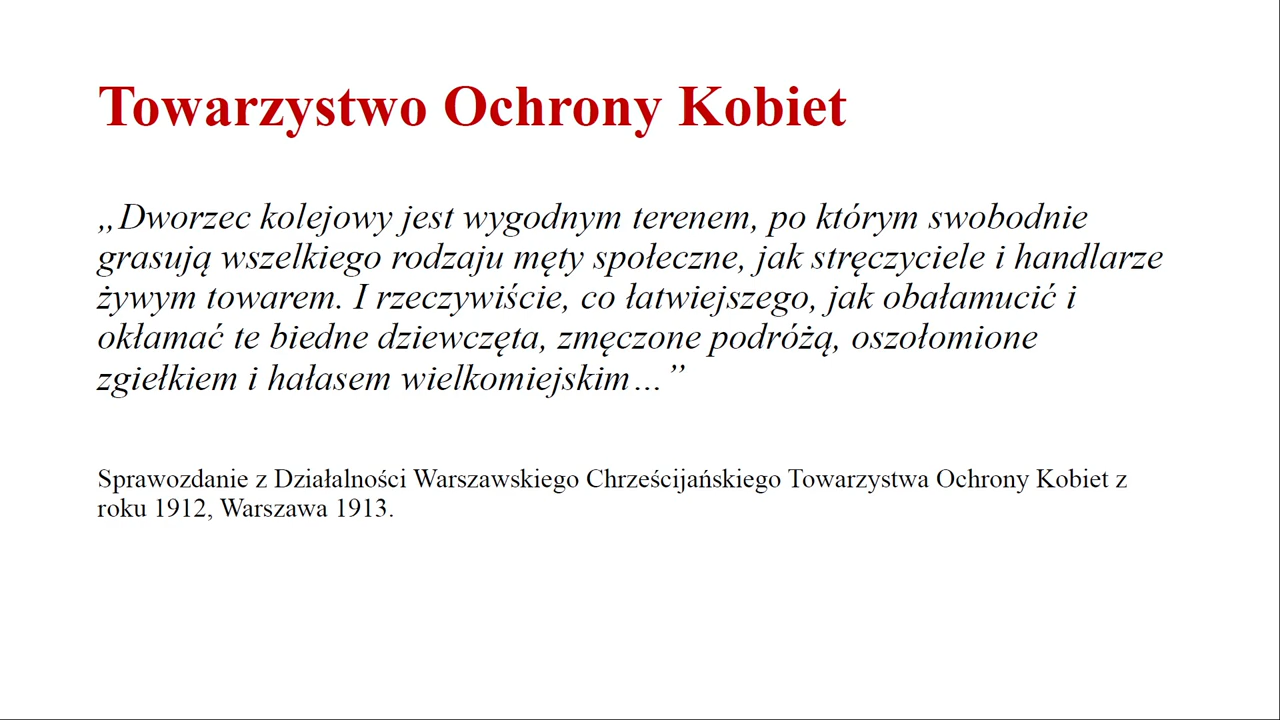 Towarzystwo Ochrony Kobiet
„Dworzec kolejowy jest wygodnym terenem, po którym swobodnie
grasują wszelkiego rodzaju męty społeczne, jak stręczyciele i handlarze
żywym towarem. I rzeczywiście, co łatwiejszego, jak obałamucić i
okłamać te biedne dziewczęta, zmęczone podróżą, oszołomione
zgiełkiem i hałasem wielkomiejskim…”
Sprawozdanie z Działalności Warszawskiego Chrześcijańskiego Towarzystwa Ochrony Kobiet z
roku 1912, Warszawa 1913.